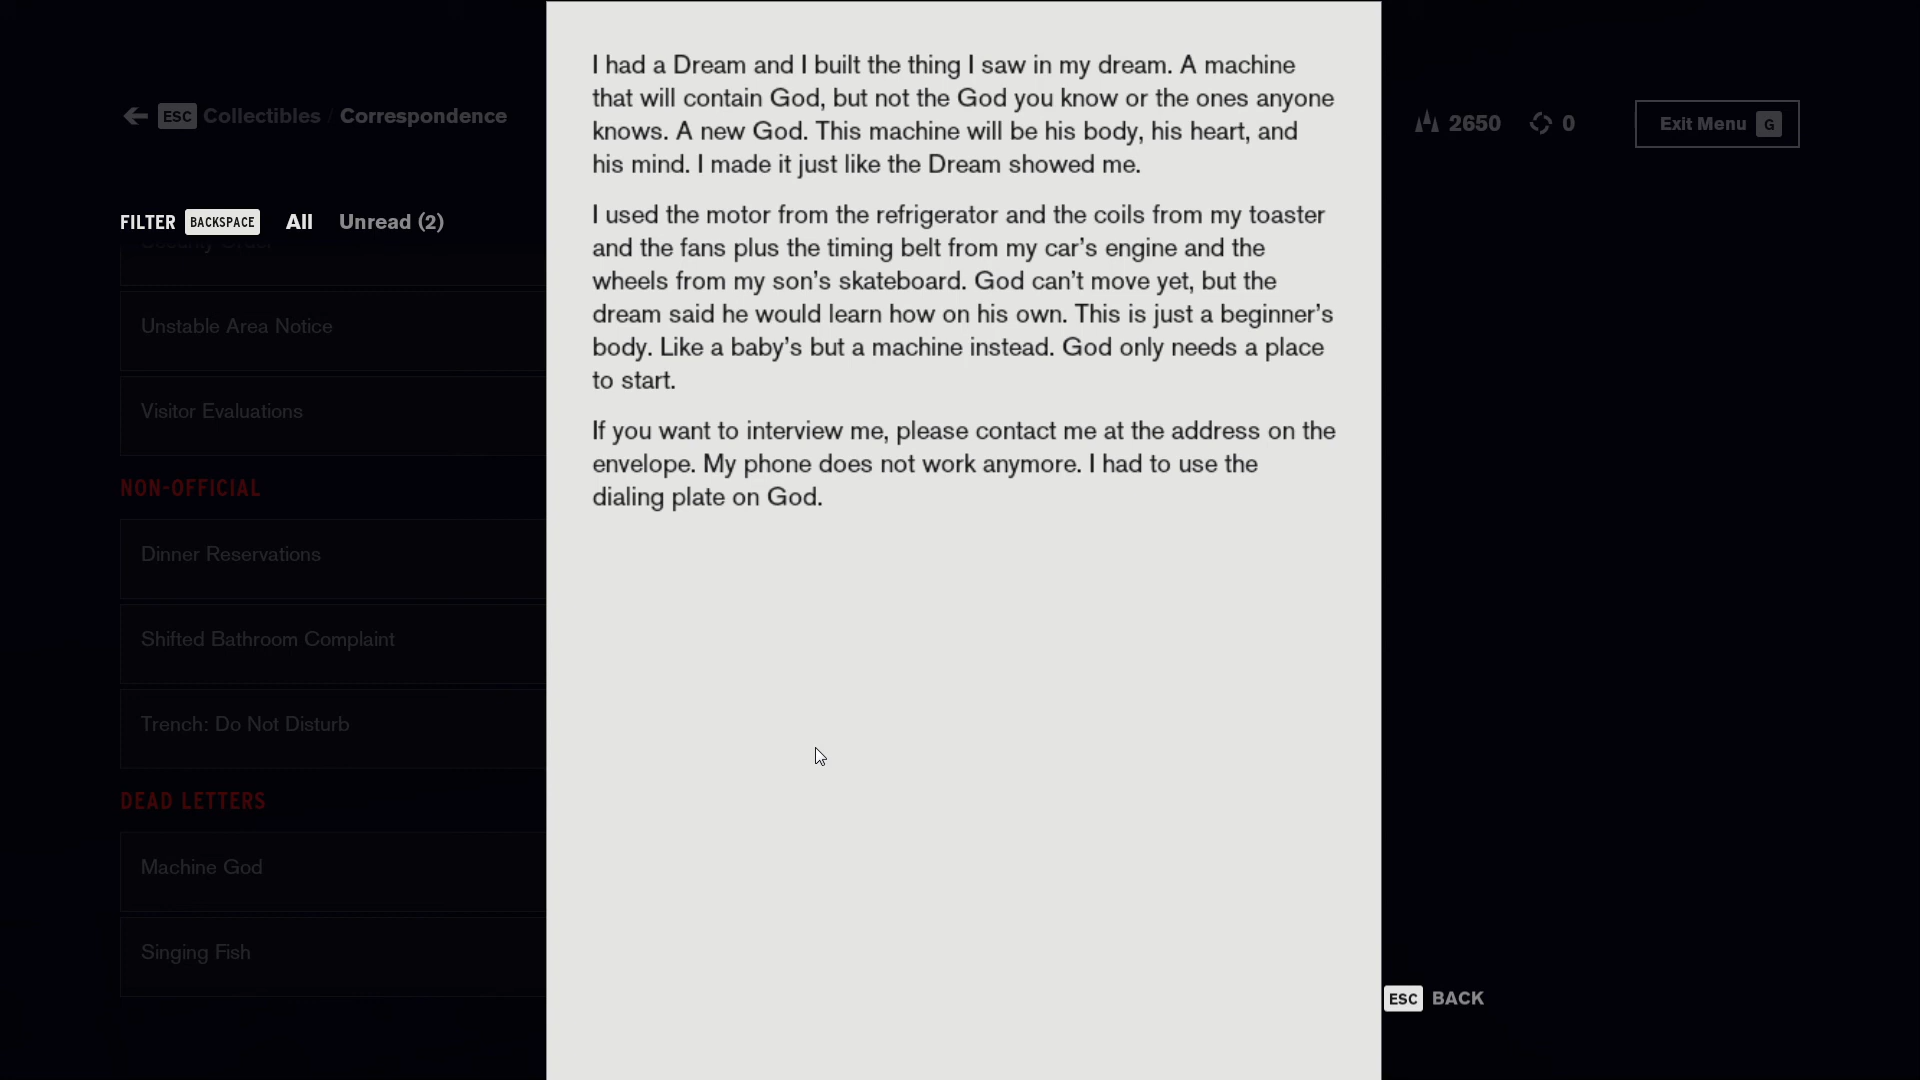 I had a Dream and I built the thing I saw in my dream. A machine
that will contain God, but not the God you know or the ones anyone
knows. A new God. This machine will be his body, his heart, and
his mind. I made it just like the Dream showed me.
I used the motor from the refrigerator and the coils from my toaster
and the fans plus the timing belt from my car’s engine and the
wheels from my son’s skateboard. God can’t move yet, but the
dream said he would learn how on his own. This is just a beginner’s
body. Like a baby’s but a machine instead. God only needs a place
to start.
If you want to interview me, please contact me at the address on the
envelope. My phone does not work anymore. I had to use the
dialing plate on God.
ESC Collectibles / Correspondence
2650 0
Exit Menu G
FILTER BACKSPACE All Unread (2)
Security Order
Unstable Area Notice
Visitor Evaluations
NON-OFFICIAL
Dinner Reservations
Shifted Bathroom Complaint
Trench: Do Not Disturb
DEAD LETTERS
Machine God
Singing Fish
ESC BACK